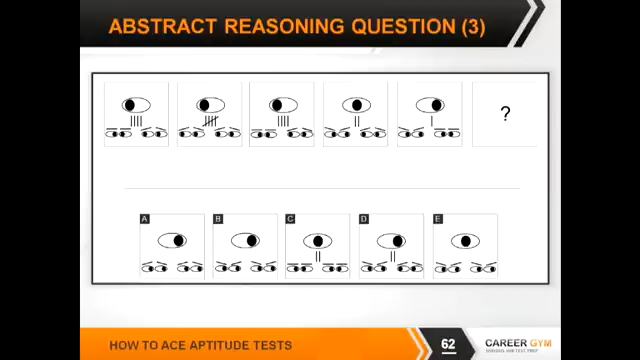 ABSTRACT REASONING QUESTION (3)
?
A B C D E
HOW TO ACE APTITUDE TESTS
62
CAREER GYM